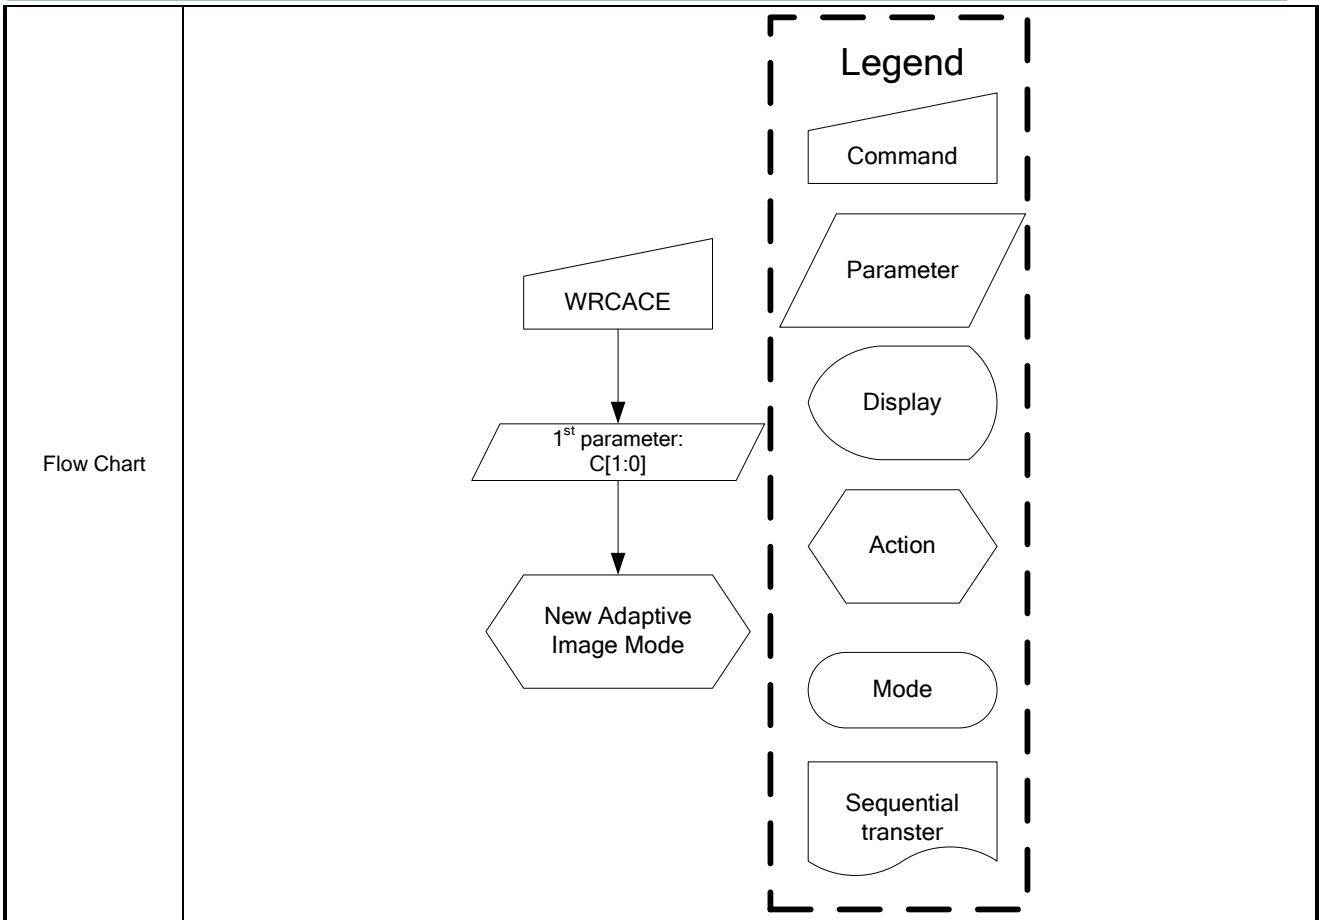 Flow Chart
WRCACE
1st parameter:
C[1:0]
New Adaptive
Image Mode
Legend
Command
Parameter
Display
Action
Mode
Sequential
transter